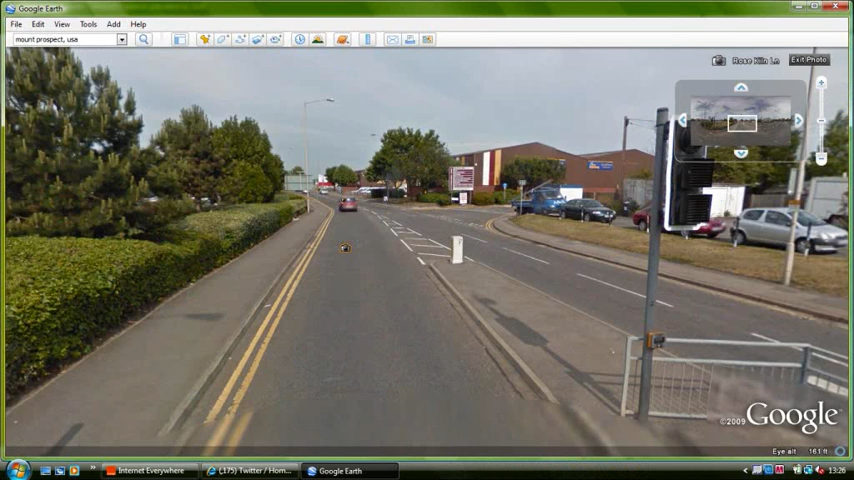 Google Earth
File Edit View Tools Add Help
mount prospect, usa
Rose Kiln Ln
Exit Photo
©2009 Google
Eye alt 161 ft
Internet Everywhere
(,175) Twitter / Hom...
Google Earth
13:26